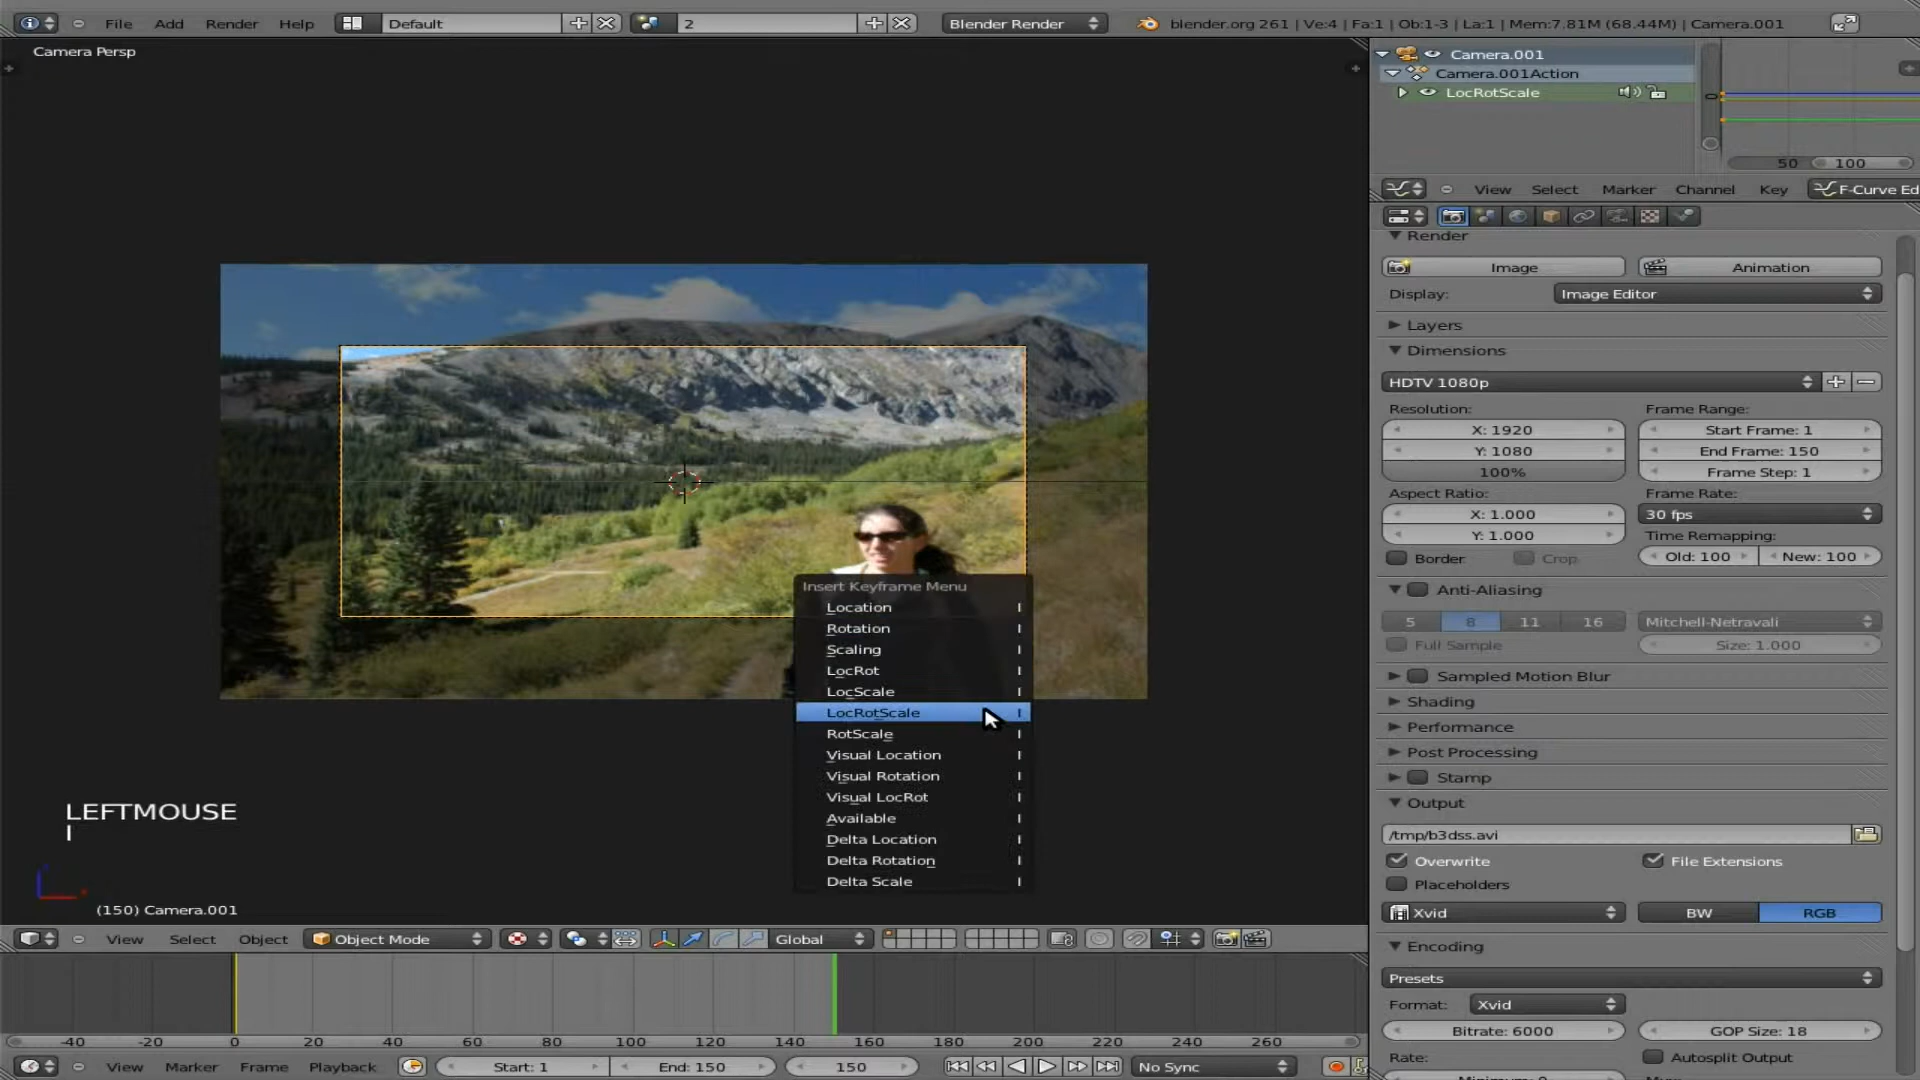 File Add Render Help Default 2 Blender Render blender.org 261 | Ve:4 | Fa:1 | Ob:1-3 | La:1 | Mem:7.81M (68.44M) | Camera.001
Camera Persp
Camera.001
Camera.001Action
LocRotScale
50 100
View Select Marker Channel Key F-Curve Ed
Render
Image Animation
Display: Image Editor
Layers
Dimensions
HDTV 1080p
Resolution: Frame Range:
X: 1920 Start Frame: 1
Y: 1080 End Frame: 150
100% Frame Step: 1
Aspect Ratio: Frame Rate:
X: 1.000 30 fps
Y: 1.000 Time Remapping:
Border Crop Old: 100 New: 100
Anti-Aliasing
5 8 11 16 Mitchell-Netravali
Full Sample Size: 1.000
Sampled Motion Blur
Shading
Performance
Post Processing
Stamp
Output
/tmp/b3dss.avi
Overwrite File Extensions
Placeholders
Xvid BW RGB
Encoding
Presets
Format: Xvid
Bitrate: 6000 GOP Size: 18
Rate: Autosplit Output
Insert Keyframe Menu
Location I
Rotation I
Scaling I
LocRot I
LocScale I
LocRotScale I
RotScale I
Visual Location I
Visual Rotation I
Visual LocRot I
Available I
Delta Location I
Delta Rotation I
Delta Scale I
LEFTMOUSE
I
(150) Camera.001
View Select Object Object Mode Global
-40 -20 0 20 40 60 80 100 120 140 160 180 200 220 240 260
View Marker Frame Playback Start: 1 End: 150 150 No Sync